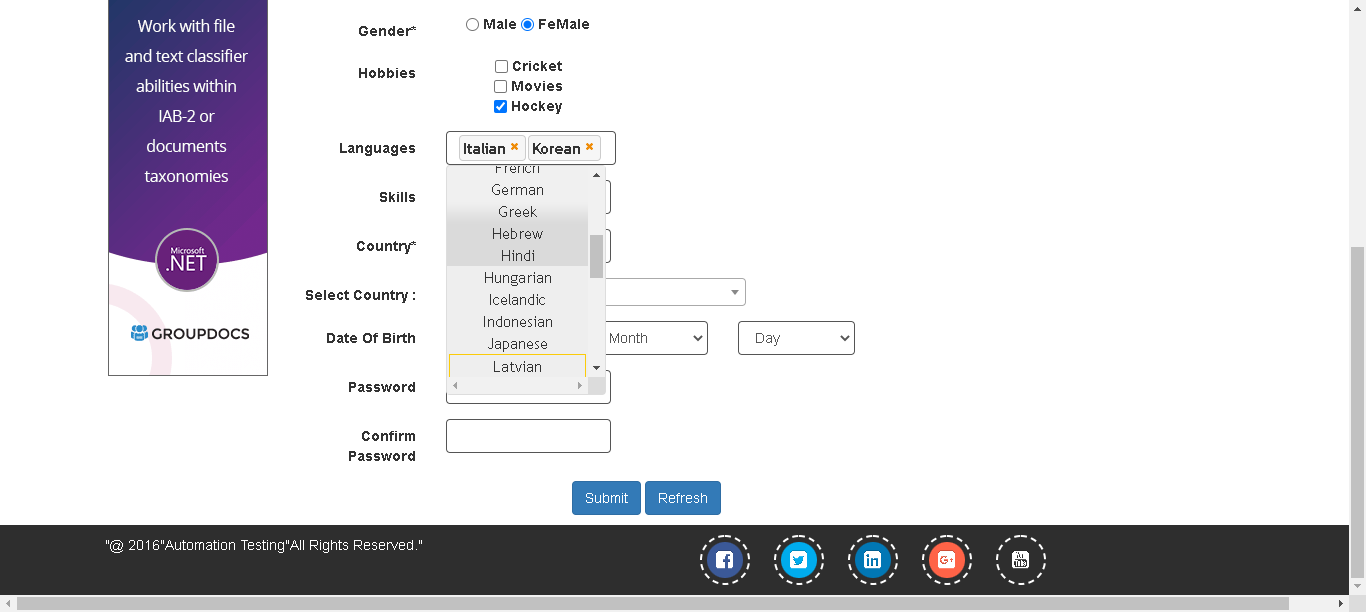 Work with file
and text classifier
abilities within
IAB-2 or
documents
taxonomies
Microsoft
.NET
GROUPDOCS
Gender*
Male FeMale
Hobbies
Cricket
Movies
Hockey
Languages
Italian Korean
French
German
Greek
Hebrew
Hindi
Hungarian
Icelandic
Indonesian
Japanese
Latvian
Skills
Country*
Select Country :
Date Of Birth
Month
Day
Password
Confirm
Password
Submit
Refresh
"@ 2016"Automation Testing"All Rights Reserved."